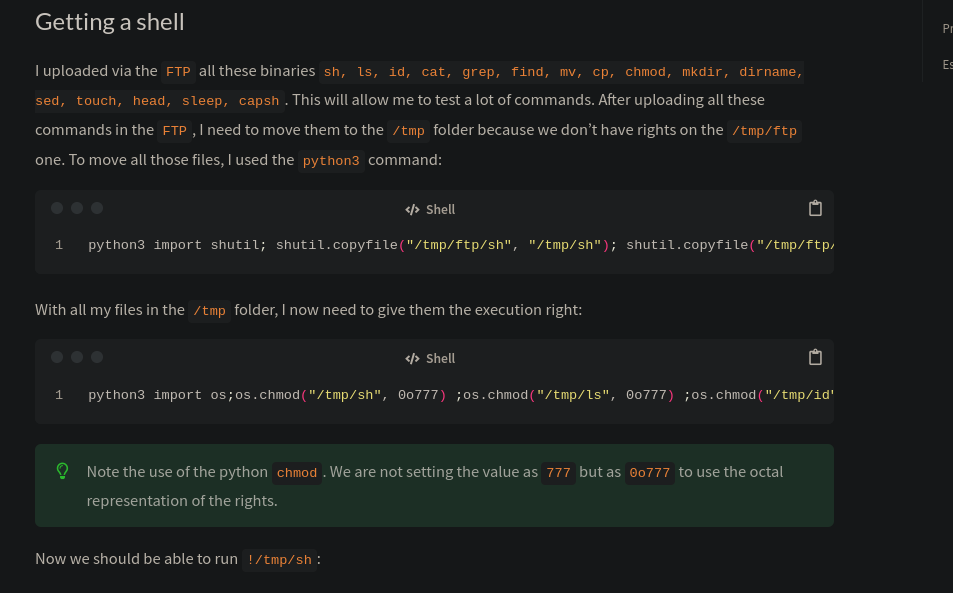 Getting a shell
Pr
I uploaded via the FTP all these binaries sh, ls, id, cat, grep, find, mv, cp, chmod, mkdir, dirname,
Es
sed, touch, head, sleep, capsh. This will allow me to test a lot of commands. After uploading all these
commands in the FTP, I need to move them to the /tmp folder because we don’t have rights on the /tmp/ftp
one. To move all those files, I used the python3 command:
</> Shell
1 python3 import shutil; shutil.copyfile("/tmp/ftp/sh", "/tmp/sh"); shutil.copyfile("/tmp/ftp/
With all my files in the /tmp folder, I now need to give them the execution right:
</> Shell
1 python3 import os;os.chmod("/tmp/sh", 0o777) ;os.chmod("/tmp/ls", 0o777) ;os.chmod("/tmp/id"
Note the use of the python chmod. We are not setting the value as 777 but as 0o777 to use the octal
representation of the rights.
Now we should be able to run !/tmp/sh: